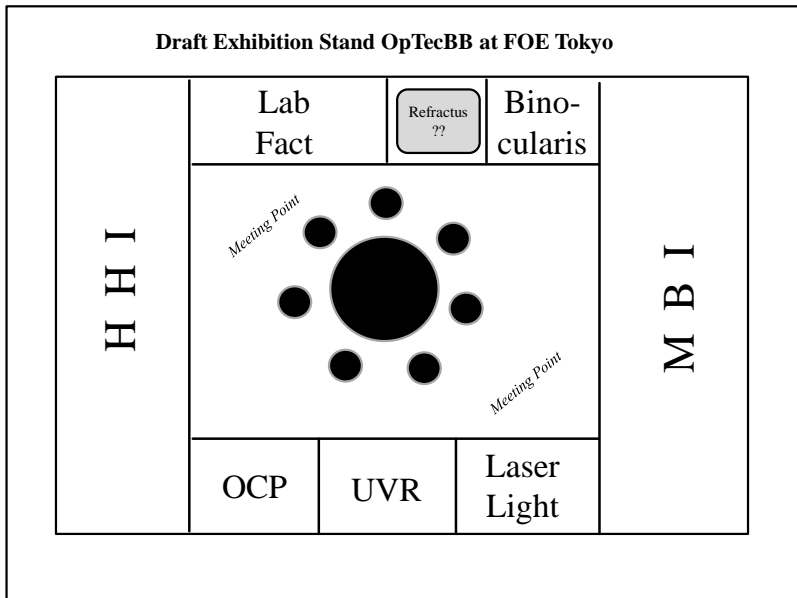 Draft Exhibition Stand OpTecBB at FOE Tokyo
Lab
Fact
Refractus
??
Bino-
cularis
Meeting Point
H H I
M B I
Meeting Point
OCP
UVR
Laser
Light